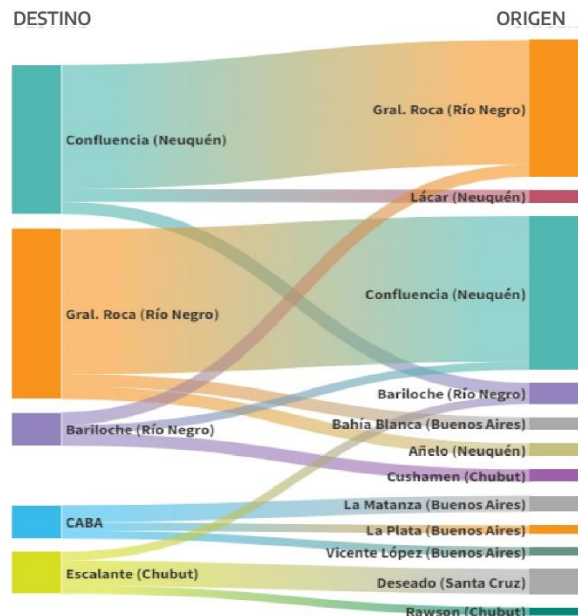 DESTINO
ORIGEN
Gral. Roca (Río Negro)
Confluencia (Neuquén)
Lácar (Neuquén)
Confluencia (Neuquén)
Gral. Roca (Río Negro)
Bariloche (Río Negro)
Bahía Blanca (Buenos Aires)
Bariloche (Río Negro)
Añelo (Neuquén)
Cushamen (Chubut)
La Matanza (Buenos Aires)
CABA
La Plata (Buenos Aires)
Vicente López (Buenos Aires)
Escalante (Chubut)
Deseado (Santa Cruz)
Rawson (Chubut)